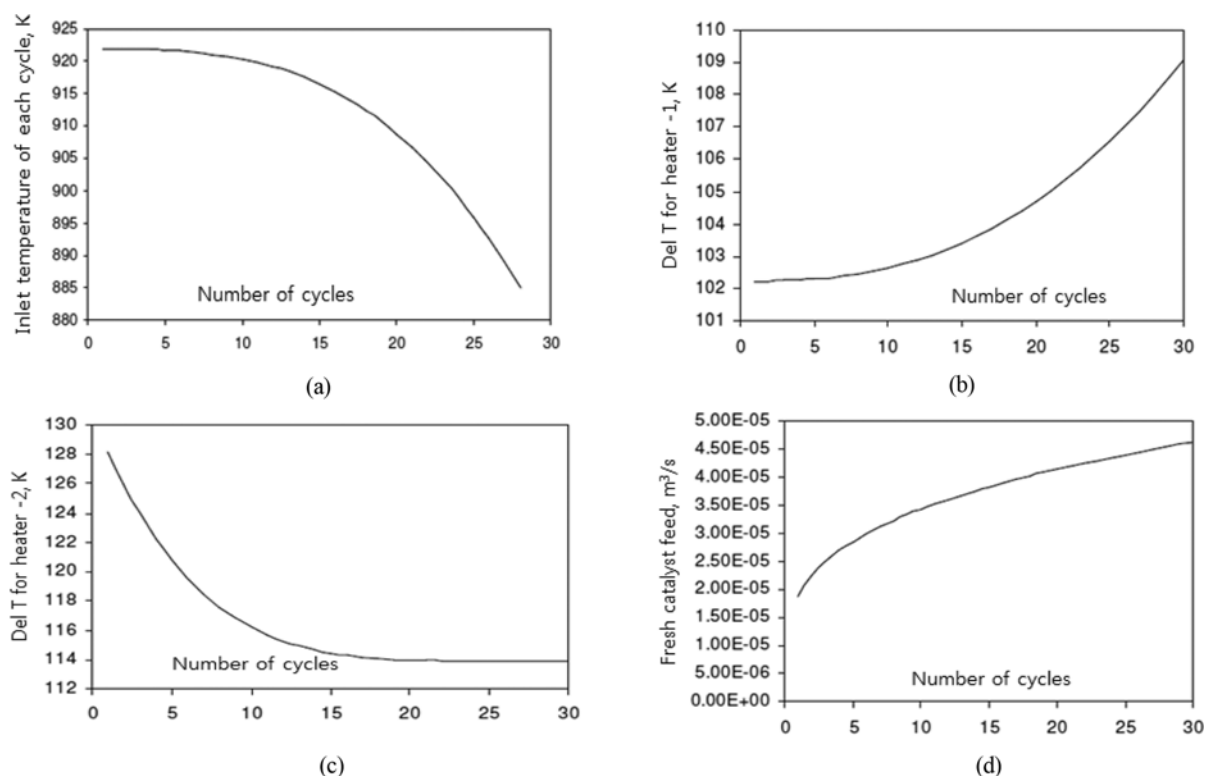 Inlet temperature of each cycle, K
925
920
915
910
905
900
895
890
885
880
Number of cycles
0 5 10 15 20 25 30
(a)
Del T for heater -1, K
110
109
108
107
106
105
104
103
102
101
Number of cycles
0 5 10 15 20 25 30
(b)
Del T for heater -2, K
130
128
126
124
122
120
118
116
114
112
Number of cycles
0 5 10 15 20 25 30
(c)
Fresh catalyst feed, m³/s
5.00E-05
4.50E-05
4.00E-05
3.50E-05
3.00E-05
2.50E-05
2.00E-05
1.50E-05
1.00E-05
5.00E-06
0.00E+00
Number of cycles
0 5 10 15 20 25 30
(d)